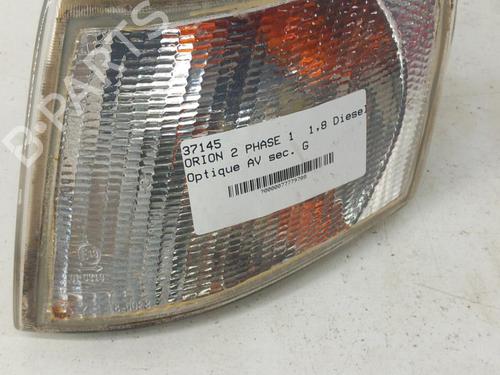 B-PARTS
37145
ORION 2 PHASE 1 1,8 Diesel
Optique AV sec. G